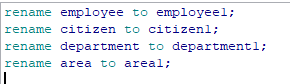 rename employee to employee1;
rename citizen to citizen1;
rename department to department1;
rename area to area1;